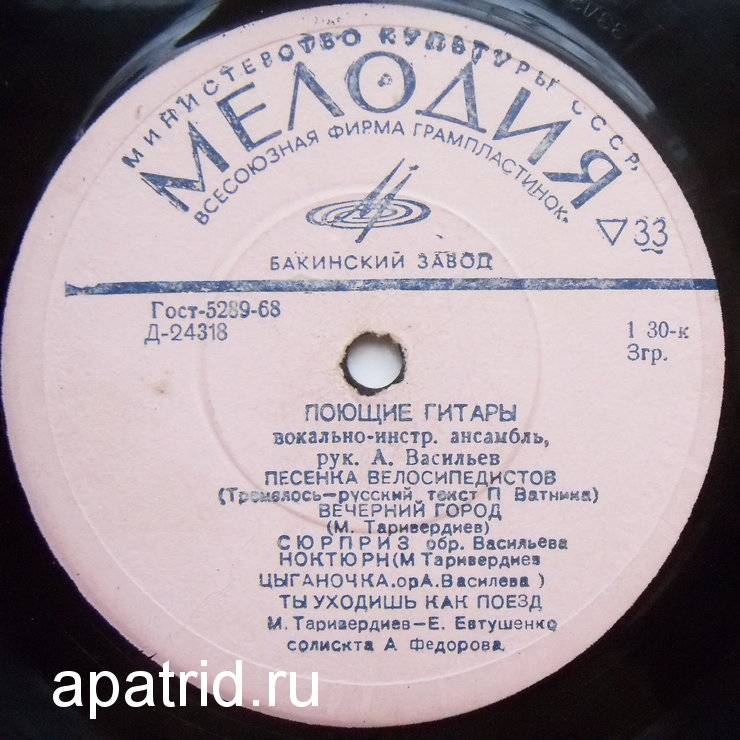 МИНИСТЕРСТВО КУЛЬТУРЫ СССР,
МЕЛОДИЯ
ВСЕСОЮЗНАЯ ФИРМА ГРАМПЛАСТИНОК.
33
БАКИНСКИЙ ЗАВОД
Гост-5289-68
Д-24318
1 30-к
3гр.
ПОЮЩИЕ ГИТАРЫ
вокально-инстр. ансамбль,
рук. А. Васильев
ПЕСЕНКА ВЕЛОСИПЕДИСТОВ
(Тремелось-русский текст П Ватника)
ВЕЧЕРНИЙ ГОРОД
(М. Таривердиев)
СЮРПРИЗ обр. Васильева
НОКТЮРН(М Таривердиев
ЦЫГАНОЧКА.орА.Василева )
ТЫ УХОДИШЬ КАК ПОЕЗД
М. Таривердиев-Е. Евтушенко
солискта А Федорова
apatrid.ru